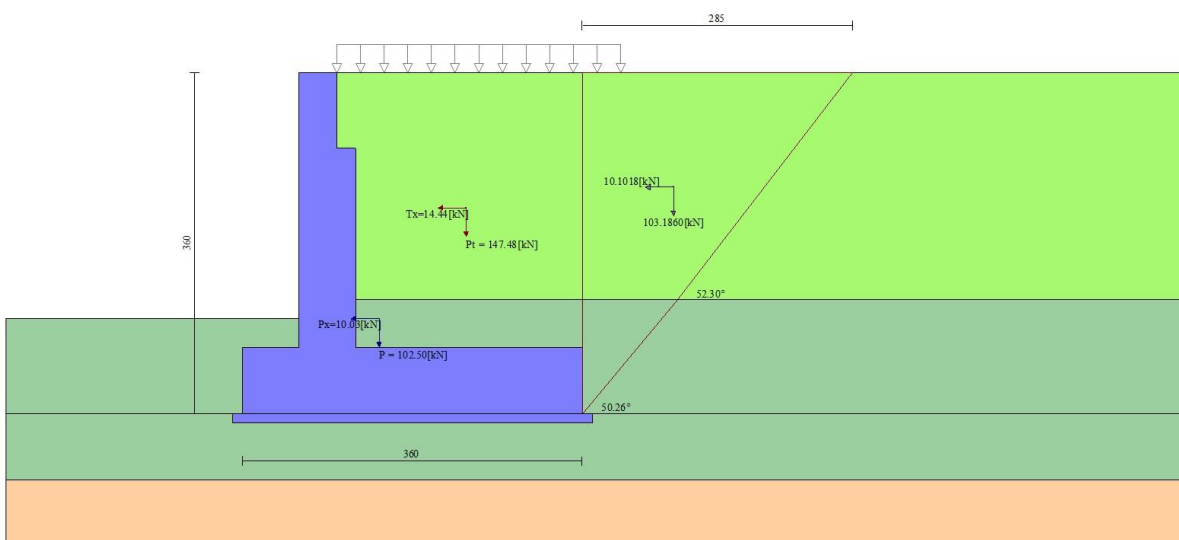 285
10.1018[kN]
Tx=14.44[kN]
103.1860[kN]
Pt = 147.48[kN]
360
52.30°
Px=10.03[kN]
P = 102.50[kN]
50.26°
360